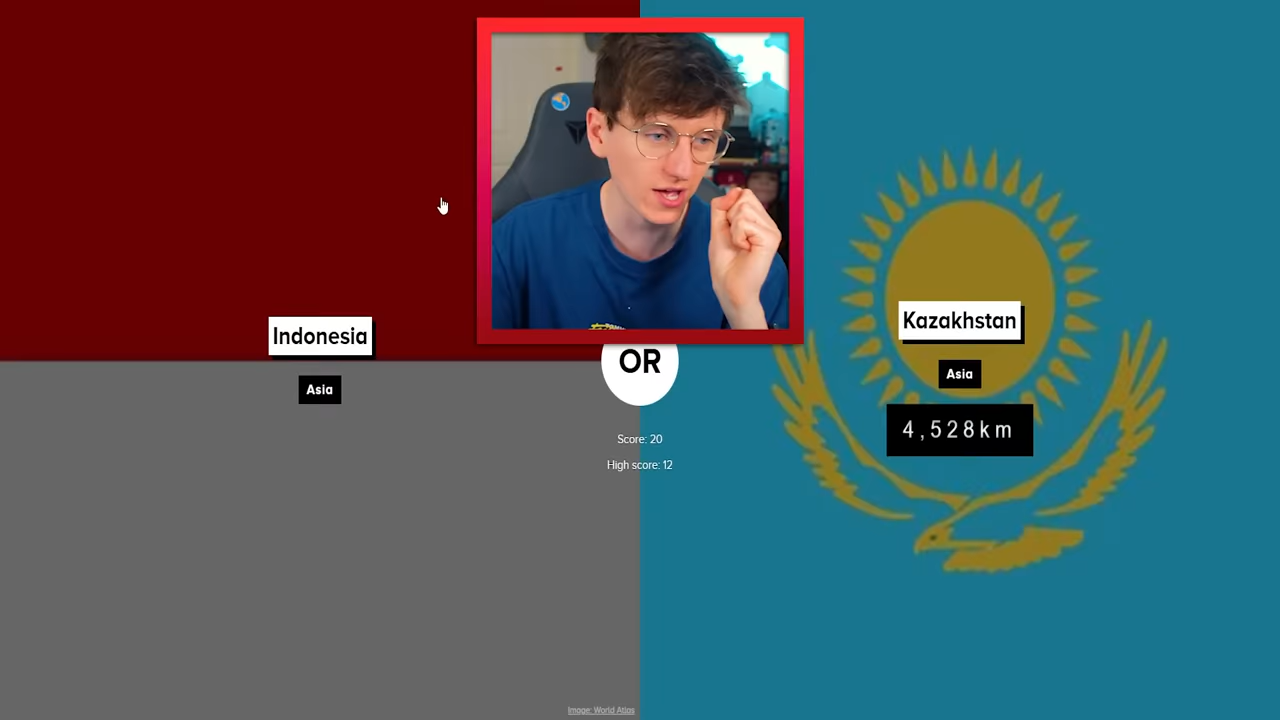 Indonesia
Asia
OR
Score: 20
High score: 12
Kazakhstan
Asia
4,528km
Image: World Atlas